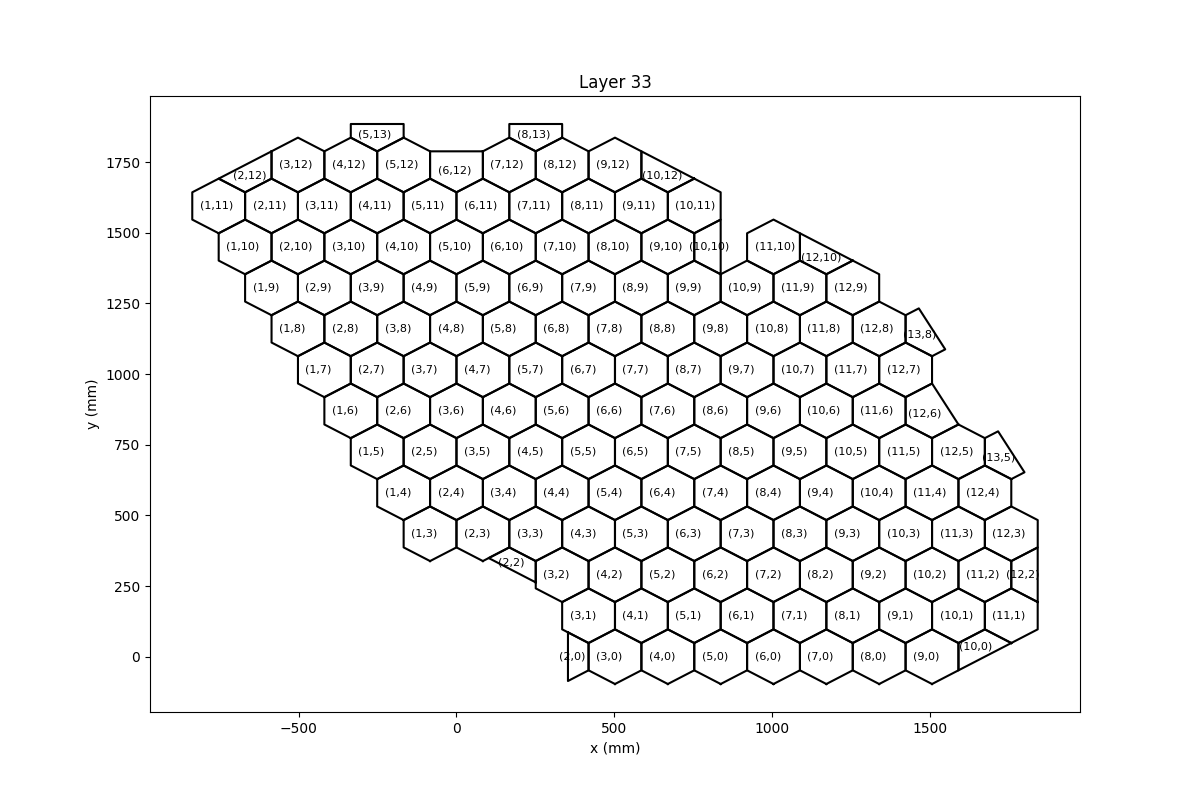 Layer 33
(5,13) (8,13)
(2,12) (3,12) (4,12) (5,12) (6,12) (7,12) (8,12) (9,12) (10,12)
(1,11) (2,11) (3,11) (4,11) (5,11) (6,11) (7,11) (8,11) (9,11) (10,11)
(1,10) (2,10) (3,10) (4,10) (5,10) (6,10) (7,10) (8,10) (9,10) (10,10) (11,10) (12,10)
(1,9) (2,9) (3,9) (4,9) (5,9) (6,9) (7,9) (8,9) (9,9) (10,9) (11,9) (12,9)
(1,8) (2,8) (3,8) (4,8) (5,8) (6,8) (7,8) (8,8) (9,8) (10,8) (11,8) (12,8) (13,8)
(1,7) (2,7) (3,7) (4,7) (5,7) (6,7) (7,7) (8,7) (9,7) (10,7) (11,7) (12,7)
(1,6) (2,6) (3,6) (4,6) (5,6) (6,6) (7,6) (8,6) (9,6) (10,6) (11,6) (12,6)
(1,5) (2,5) (3,5) (4,5) (5,5) (6,5) (7,5) (8,5) (9,5) (10,5) (11,5) (12,5) (13,5)
(1,4) (2,4) (3,4) (4,4) (5,4) (6,4) (7,4) (8,4) (9,4) (10,4) (11,4) (12,4)
(1,3) (2,3) (3,3) (4,3) (5,3) (6,3) (7,3) (8,3) (9,3) (10,3) (11,3) (12,3)
(2,2) (3,2) (4,2) (5,2) (6,2) (7,2) (8,2) (9,2) (10,2) (11,2) (12,2)
(3,1) (4,1) (5,1) (6,1) (7,1) (8,1) (9,1) (10,1) (11,1)
(2,0) (3,0) (4,0) (5,0) (6,0) (7,0) (8,0) (9,0) (10,0)
1750
1500
1250
1000
750
500
250
0
y (mm)
−500 0 500 1000 1500
x (mm)